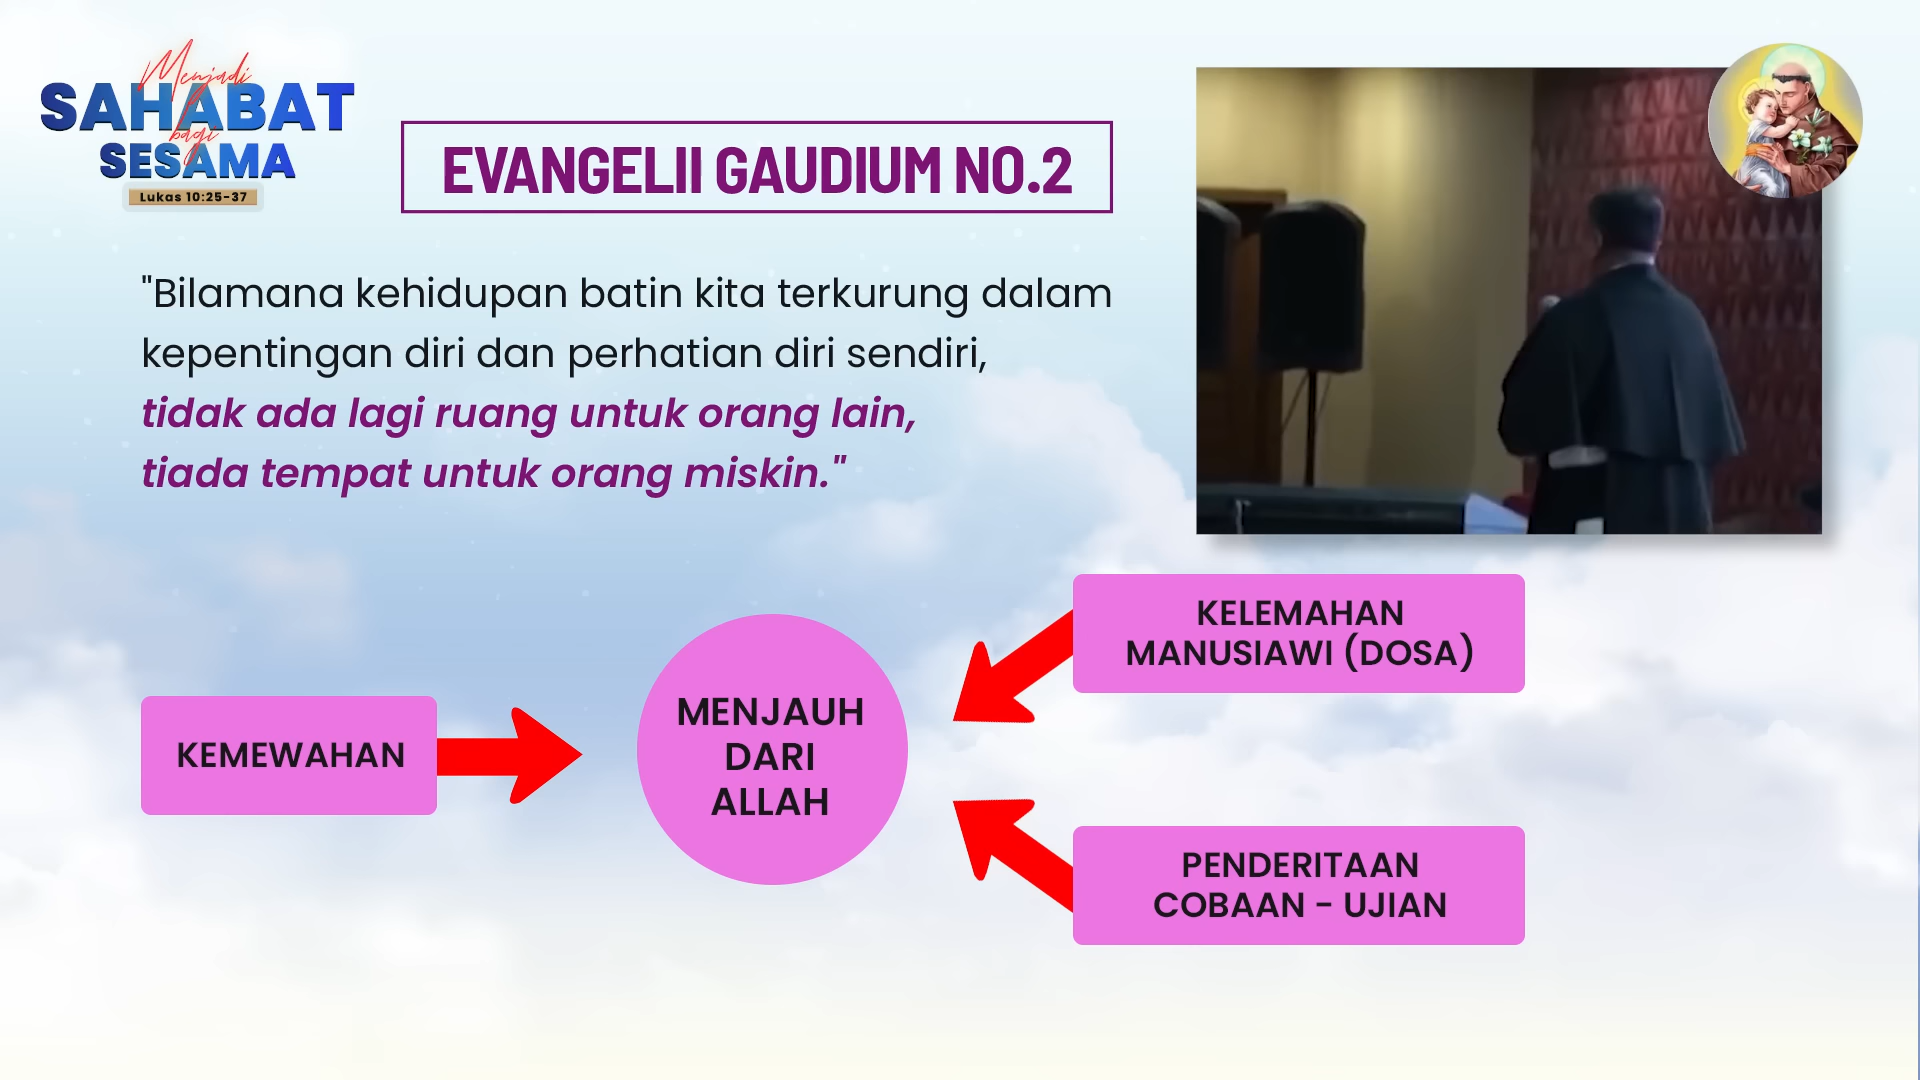 Menjadi
SAHABAT
bagi
SESAMA
Lukas 10:25-37
EVANGELII GAUDIUM NO.2
"Bilamana kehidupan batin kita terkurung dalam
kepentingan diri dan perhatian diri sendiri,
tidak ada lagi ruang untuk orang lain,
tiada tempat untuk orang miskin."
KEMEWAHAN
MENJAUH
DARI
ALLAH
KELEMAHAN
MANUSIAWI (DOSA)
PENDERITAAN
COBAAN - UJIAN